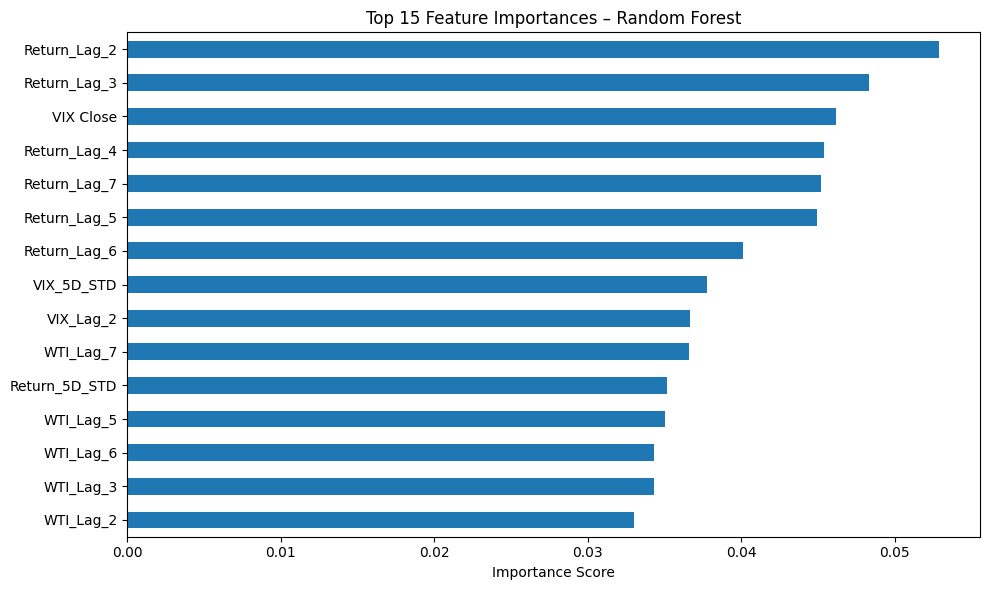 Top 15 Feature Importances – Random Forest
Return_Lag_2
Return_Lag_3
VIX Close
Return_Lag_4
Return_Lag_7
Return_Lag_5
Return_Lag_6
VIX_5D_STD
VIX_Lag_2
WTI_Lag_7
Return_5D_STD
WTI_Lag_5
WTI_Lag_6
WTI_Lag_3
WTI_Lag_2
0.00 0.01 0.02 0.03 0.04 0.05
Importance Score